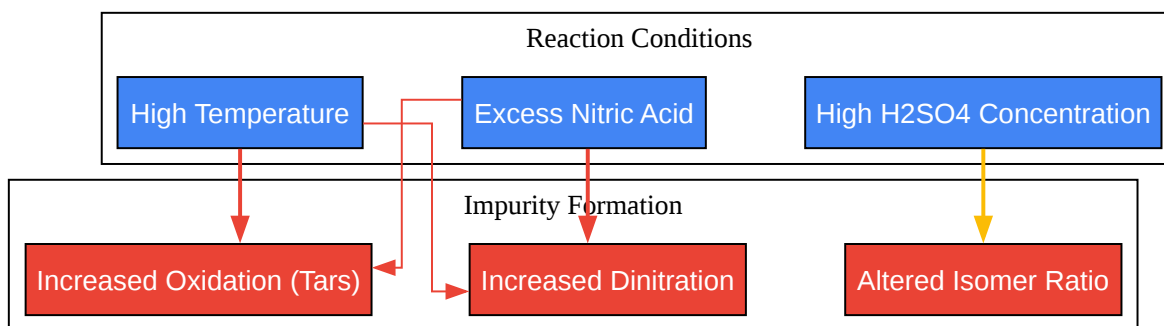 Reaction Conditions
High Temperature
Excess Nitric Acid
High H2SO4 Concentration
Impurity Formation
Increased Oxidation (Tars)
Increased Dinitration
Altered Isomer Ratio